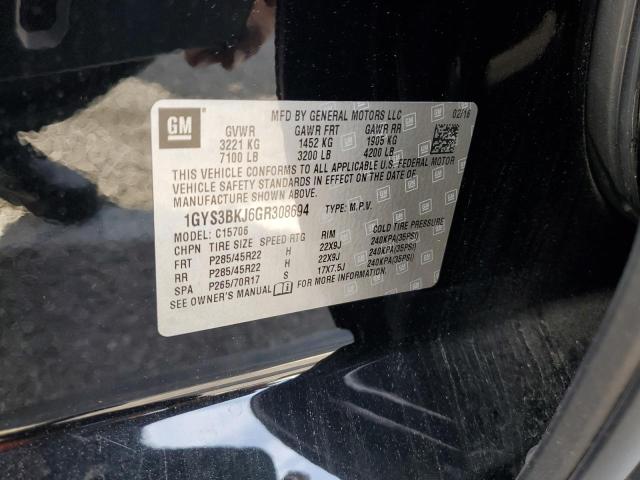 GM
MFD BY GENERAL MOTORS LLC 02/16
GVWR GAWR FRT GAWR RR
3221 KG 1452 KG 1905 KG
7100 LB 3200 LB 4200 LB
THIS VEHICLE CONFORMS TO ALL APPLICABLE U.S. FEDERAL MOTOR
VEHICLE SAFETY STANDARDS IN EFFECT ON THE DATE OF
MANUFACTURE SHOWN ABOVE.
1GYS3BKJ6GR308694 TYPE: M.P.V.
MODEL: C15706
CHPN TIRE SIZE SPEED RTG RIM COLD TIRE PRESSURE
FRT P285/45R22 H 22X9J 240KPA(35PSI)
RR P285/45R22 H 22X9J 240KPA(35PSI)
SPA P265/70R17 S 17X7.5J 240KPA(35PSI)
SEE OWNER'S MANUAL FOR MORE INFORMATION.